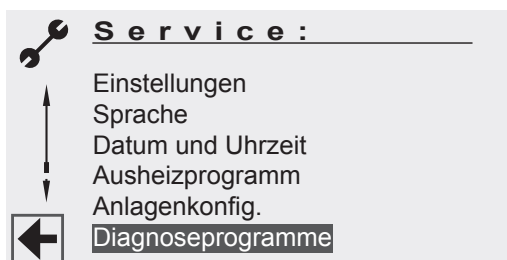 Service:
Einstellungen
Sprache
Datum und Uhrzeit
Ausheizprogramm
Anlagenkonfig.
Diagnoseprogramme